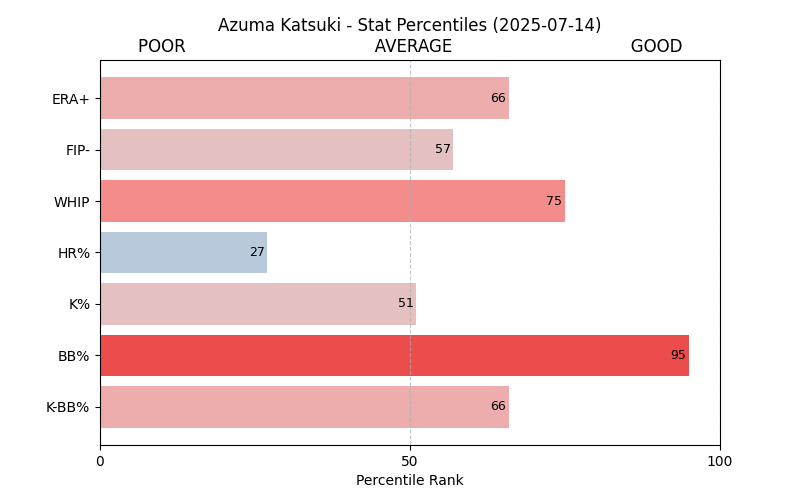 Azuma Katsuki - Stat Percentiles (2025-07-14)
POOR AVERAGE GOOD
ERA+ 66
FIP- 57
WHIP 75
HR% 27
K% 51
BB% 95
K-BB% 66
0 50 100
Percentile Rank